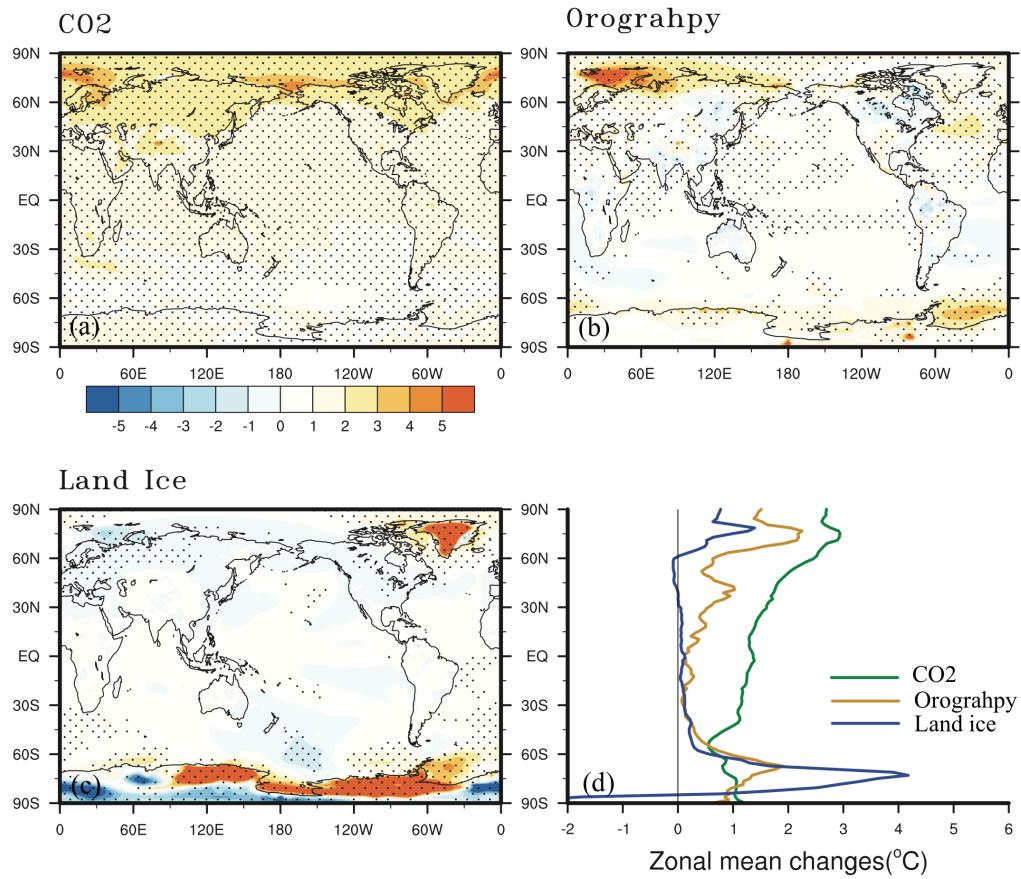 CO2
Orograhpy
90N
60N
30N
EQ
30S
60S
90S
(a)
0 60E 120E 180 120W 60W
90N
60N
30N
EQ
30S
60S
90S
(b)
0 60E 120E 180 120W 60W
-5 -4 -3 -2 -1 0 1 2 3 4 5
Land Ice
90N
60N
30N
EQ
30S
60S
90S
(c)
0 60E 120E 180 120W 60W
90N
60N
30N
EQ
30S
60S
90S
CO2
Orograhpy
Land ice
(d)
-2 -1 0 1 2 3 4 5 6
Zonal mean changes(°C)